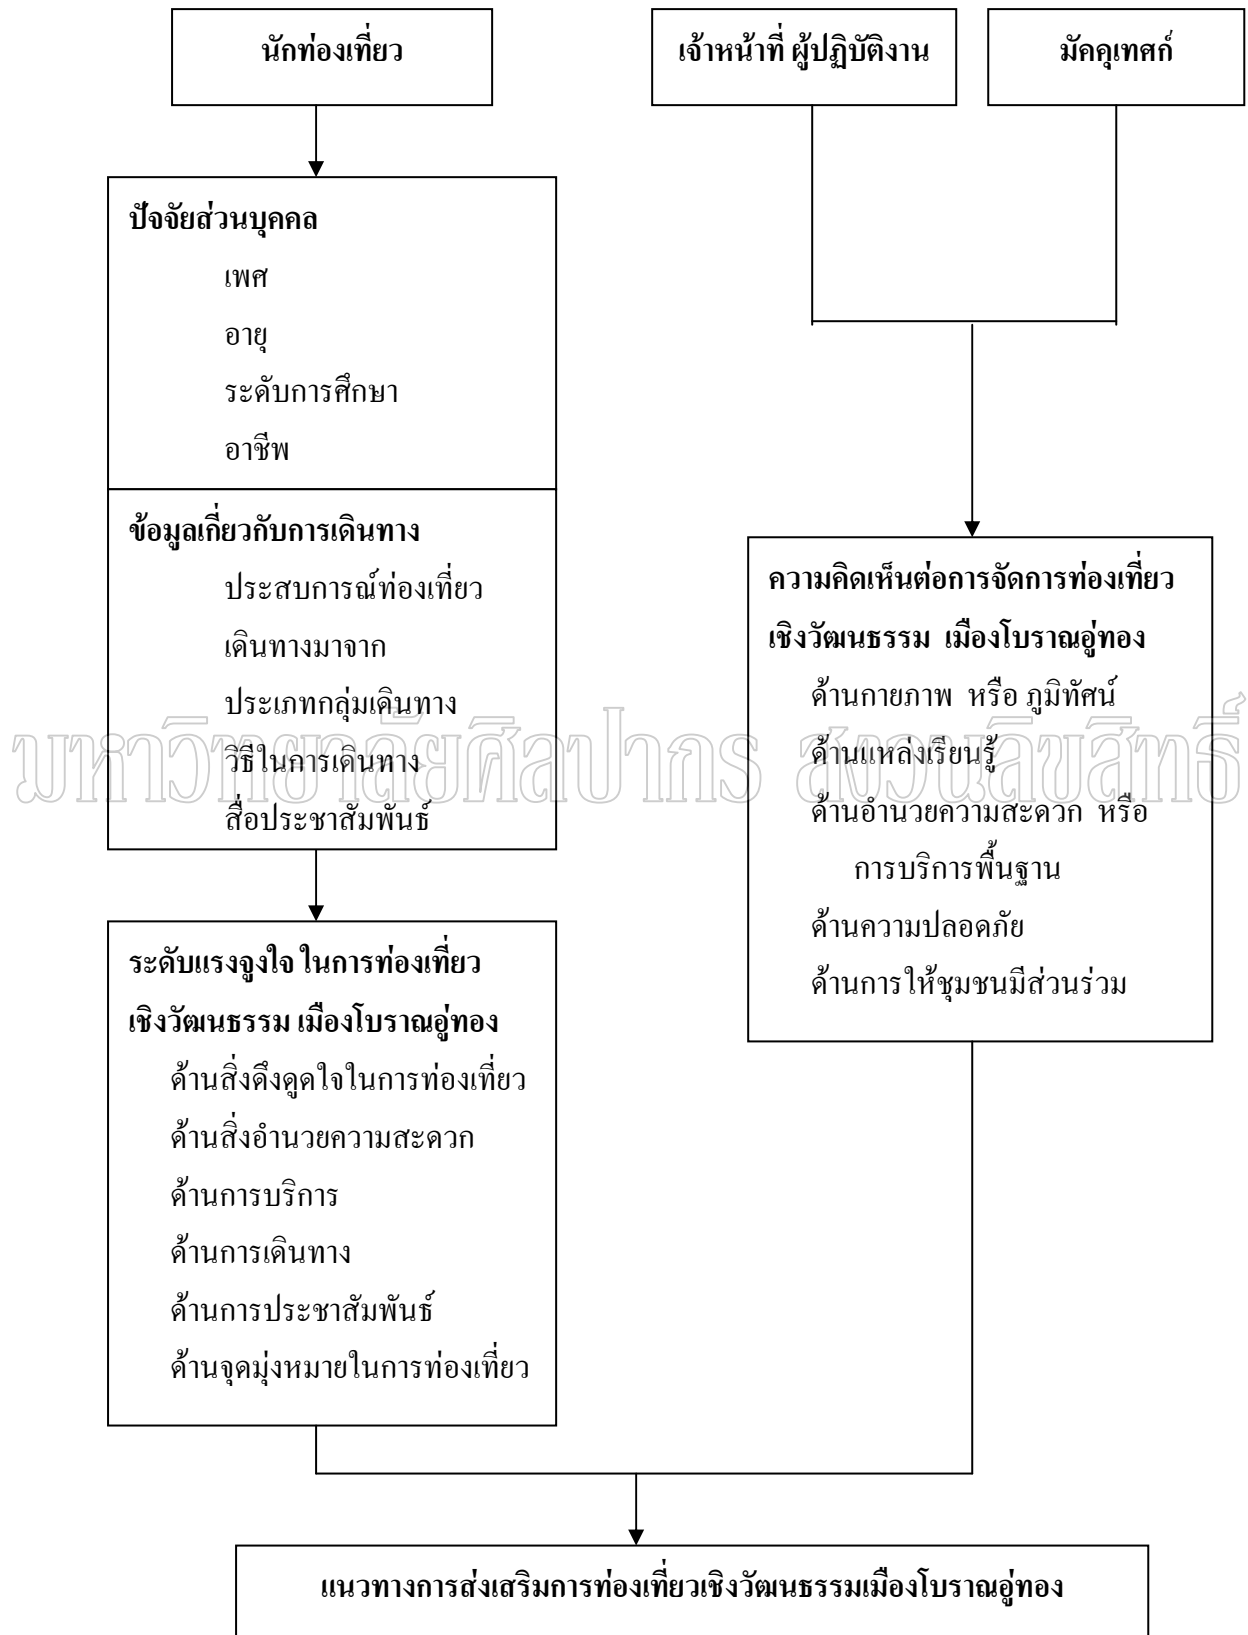 นักท่องเที่ยว
เจ้าหน้าที่ ผู้ปฏิบัติงาน
มัคคุเทศก์
ปัจจัยส่วนบุคคล
เพศ
อายุ
ระดับการศึกษา
อาชีพ
ข้อมูลเกี่ยวกับการเดินทาง
ประสบการณ์ท่องเที่ยว
เดินทางมาจาก
ประเภทกลุ่มเดินทาง
วิธีในการเดินทาง
สื่อประชาสัมพันธ์
ระดับแรงจูงใจ ในการท่องเที่ยว
เชิงวัฒนธรรม เมืองโบราณอู่ทอง
ด้านสิ่งดึงดูดใจในการท่องเที่ยว
ด้านสิ่งอำนวยความสะดวก
ด้านการบริการ
ด้านการเดินทาง
ด้านการประชาสัมพันธ์
ด้านจุดมุ่งหมายในการท่องเที่ยว
ความคิดเห็นต่อการจัดการท่องเที่ยว
เชิงวัฒนธรรม เมืองโบราณอู่ทอง
ด้านกายภาพ หรือ ภูมิทัศน์
ด้านแหล่งเรียนรู้
ด้านอำนวยความสะดวก หรือ
การบริการพื้นฐาน
ด้านความปลอดภัย
ด้านการให้ชุมชนมีส่วนร่วม
มหาวิทยาลัยศิลปากร สงวนลิขสิทธิ์
แนวทางการส่งเสริมการท่องเที่ยวเชิงวัฒนธรรมเมืองโบราณอู่ทอง